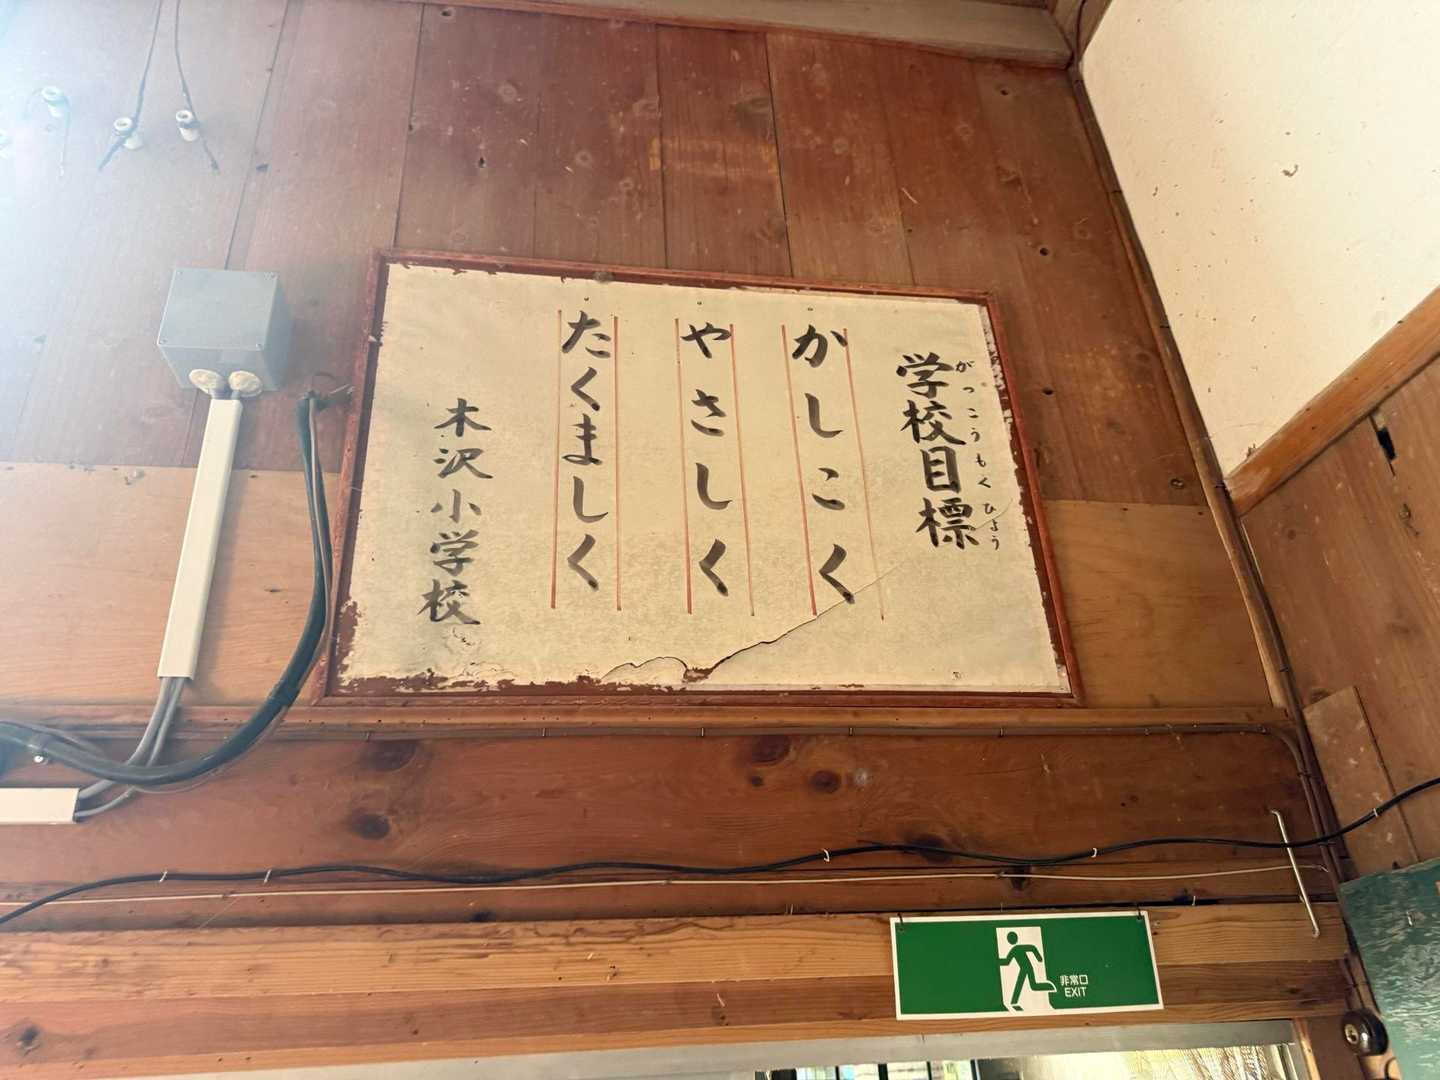 学校目標
がっこうもくひょう
かしこく
やさしく
たくましく
木沢小学校
非常口
EXIT